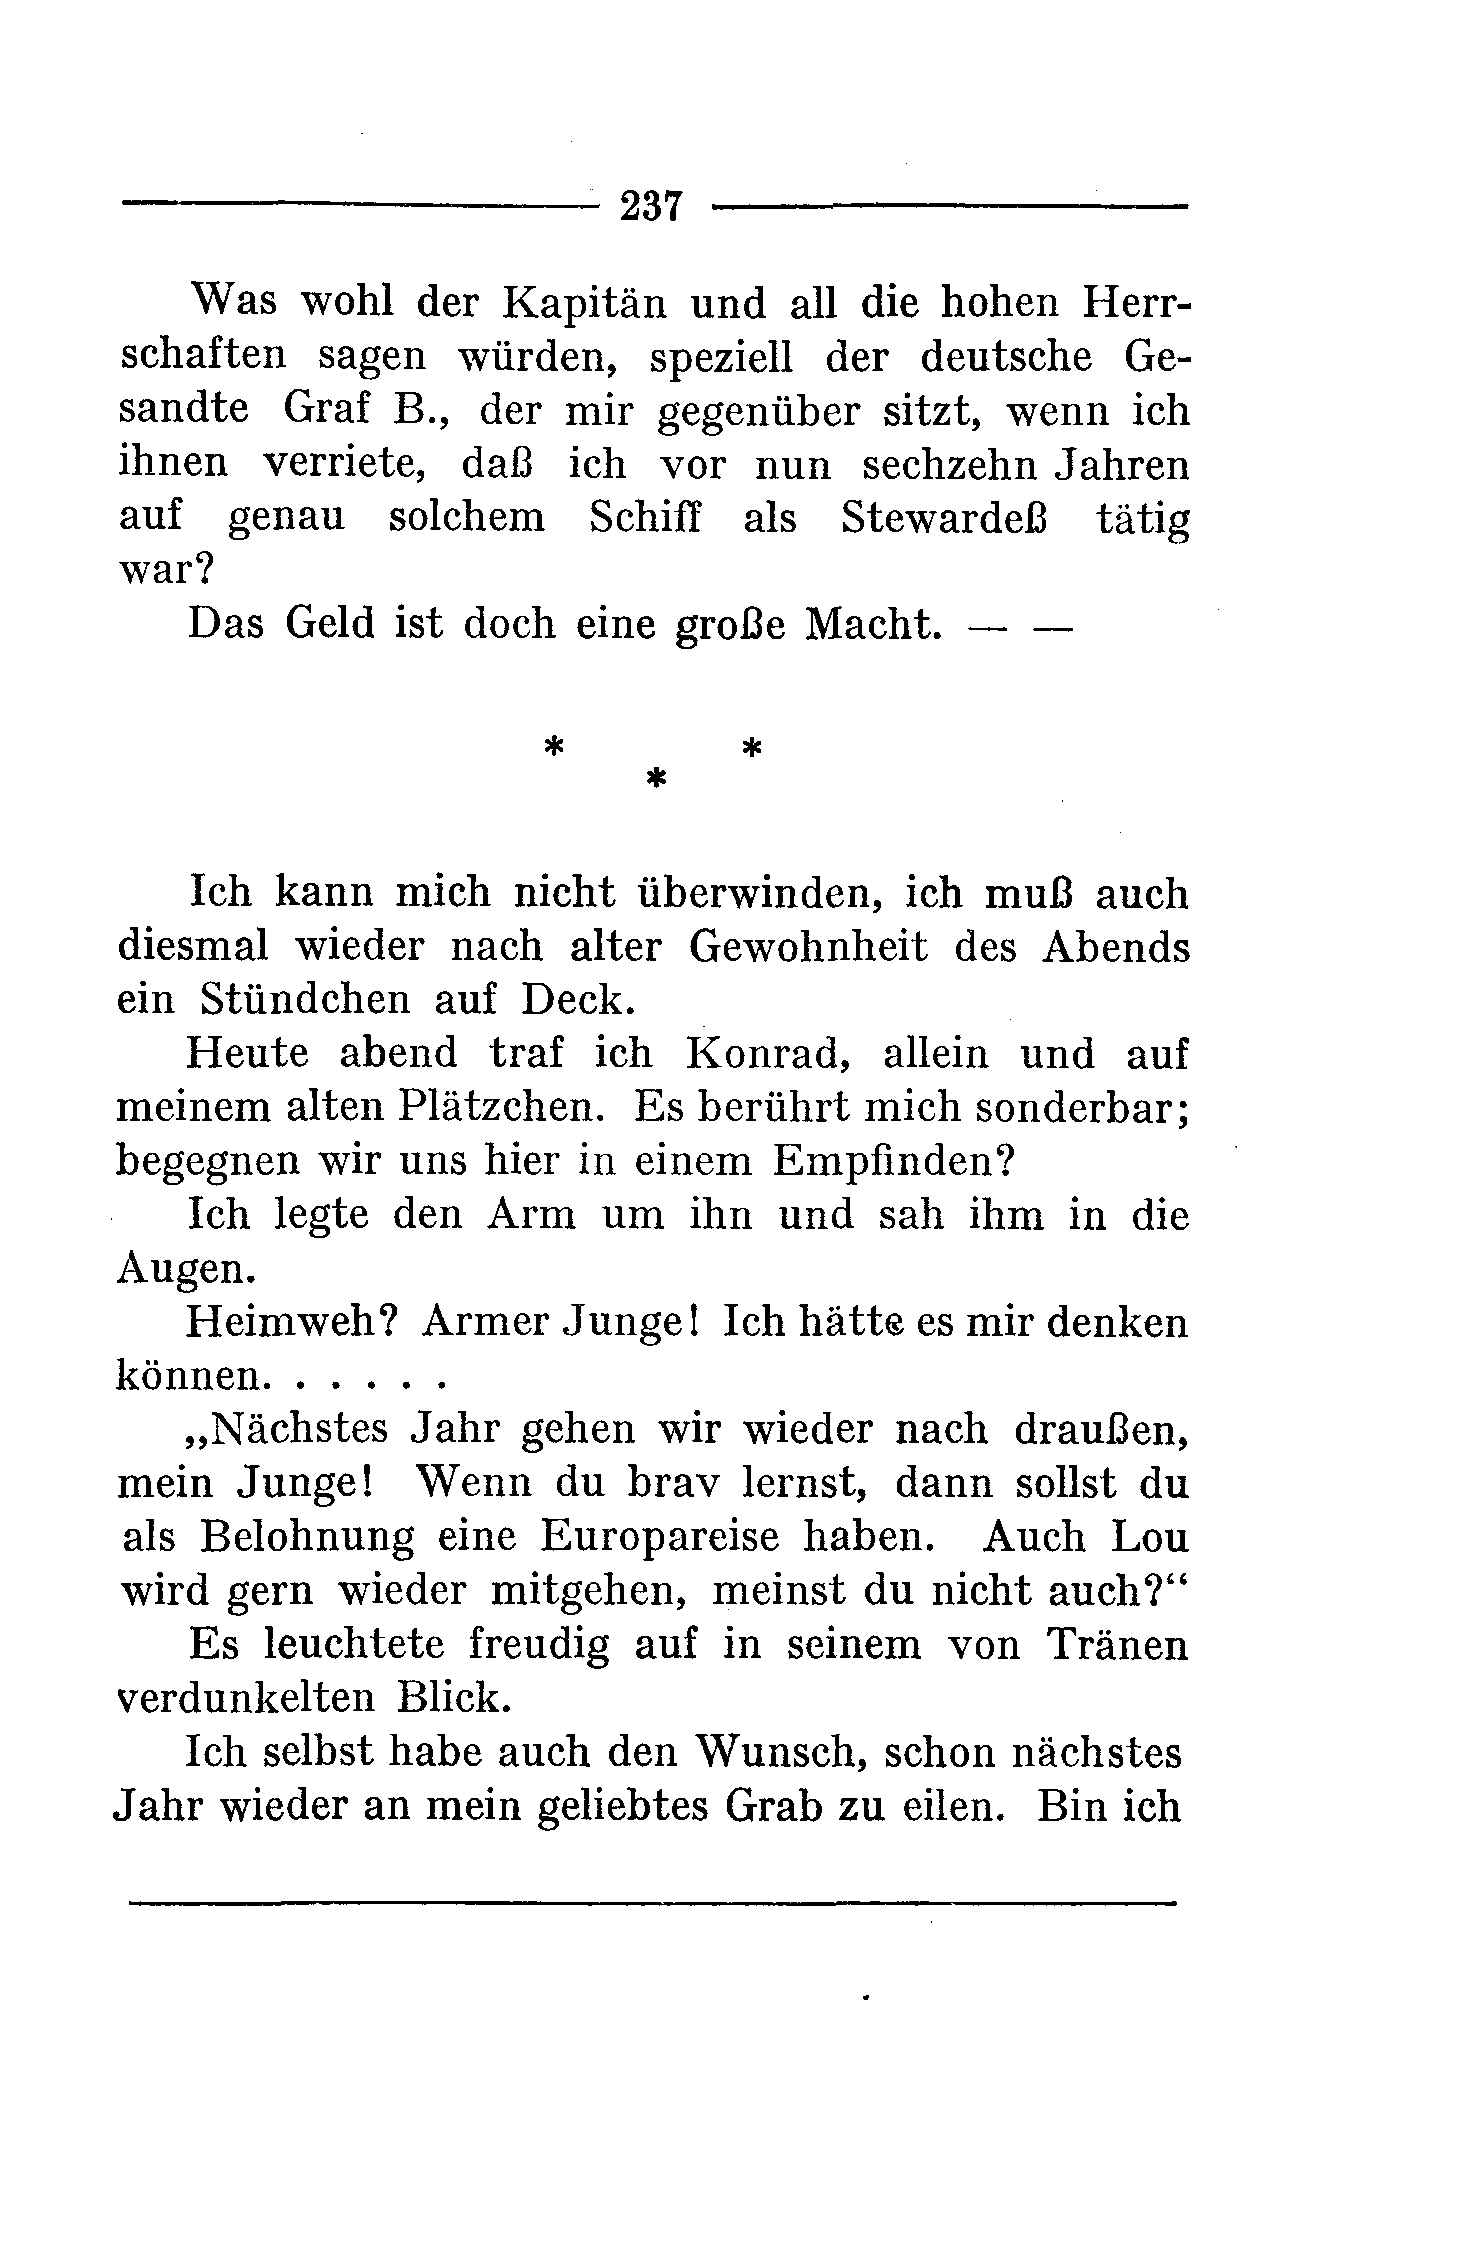 237
Was wohl der Kapitän und all die hohen Herr-
schaften sagen würden, speziell der deutsche Ge-
sandte Graf B., der mir gegenüber sitzt, wenn ich
ihnen verriete, daß ich vor nun sechzehn Jahren
auf genau solchem Schiff als Stewardeß tätig
war?
Das Geld ist doch eine große Macht. — —
* *
*
Ich kann mich nicht überwinden, ich muß auch
diesmal wieder nach alter Gewohnheit des Abends
ein Stündchen auf Deck.
Heute abend traf ich Konrad, allein und auf
meinem alten Plätzchen. Es berührt mich sonderbar;
begegnen wir uns hier in einem Empfinden?
Ich legte den Arm um ihn und sah ihm in die
Augen.
Heimweh? Armer Junge! Ich hätte es mir denken
können. . . . . .
„Nächstes Jahr gehen wir wieder nach draußen,
mein Junge! Wenn du brav lernst, dann sollst du
als Belohnung eine Europareise haben. Auch Lou
wird gern wieder mitgehen, meinst du nicht auch?“
Es leuchtete freudig auf in seinem von Tränen
verdunkelten Blick.
Ich selbst habe auch den Wunsch, schon nächstes
Jahr wieder an mein geliebtes Grab zu eilen. Bin ich